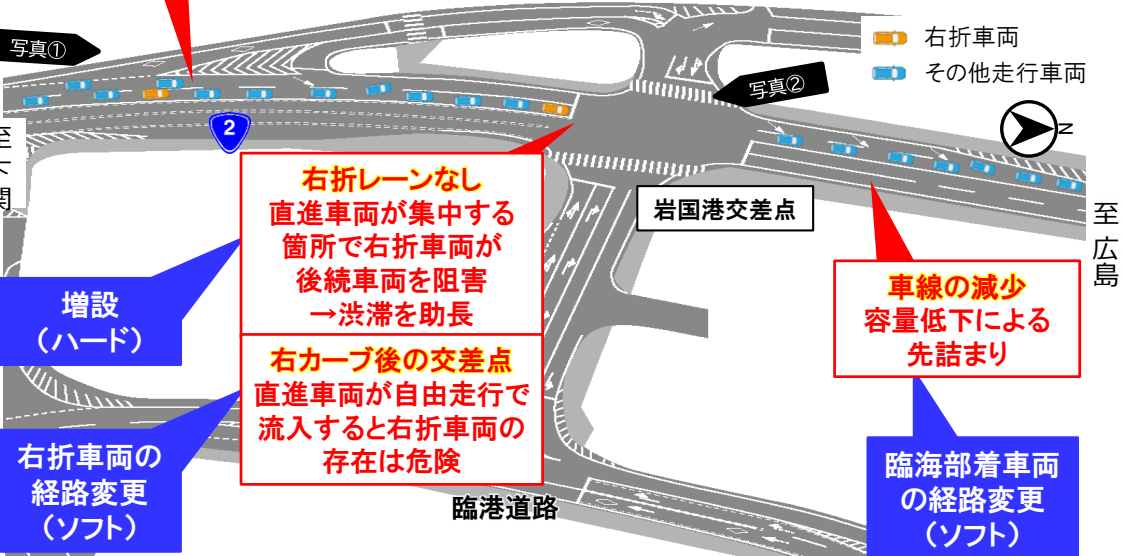 写真①
右折車両
その他走行車両
写真②
N
2
至下関
右折レーンなし
直進車両が集中する
箇所で右折車両が
後続車両を阻害
→渋滞を助長
岩国港交差点
至 広島
増設
（ハード）
車線の減少
容量低下による
先詰まり
右カーブ後の交差点
直進車両が自由走行で
流入すると右折車両の
存在は危険
右折車両の
経路変更
（ソフト）
臨海部着車両
の経路変更
（ソフト）
臨港道路